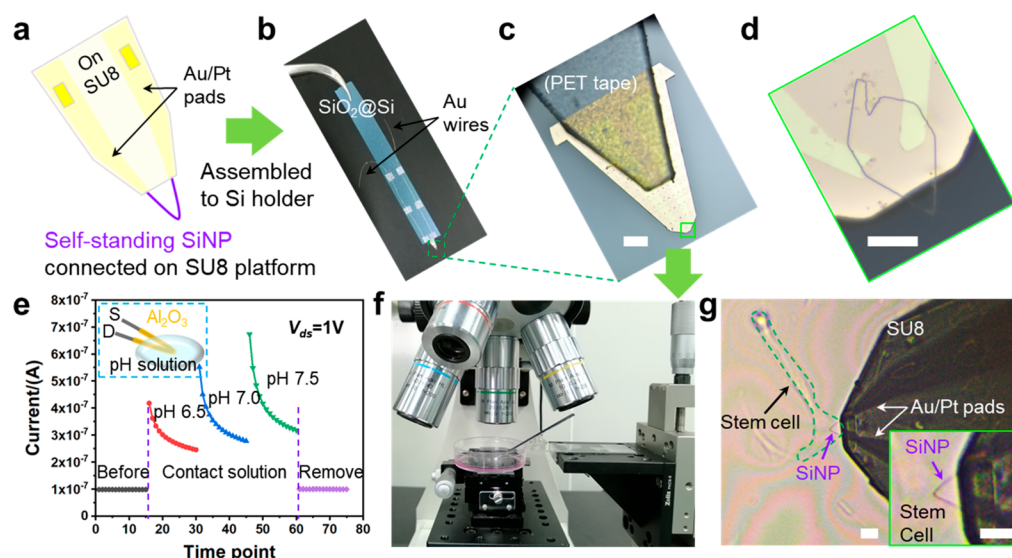 a
On
SU8
Au/Pt
pads
Assembled
to Si holder
Self-standing SiNP
connected on SU8 platform
b
SiO2@Si
Au
wires
c
(PET tape)
d
e
8x10⁻⁷
7x10⁻⁷
6x10⁻⁷
5x10⁻⁷
4x10⁻⁷
3x10⁻⁷
2x10⁻⁷
1x10⁻⁷
0
Current/(A)
S
D
Al₂O₃
pH solution
Vds=1V
pH 6.5
pH 7.0
pH 7.5
Before
Contact solution
Remove
0 10 20 30 40 50 60 70 80
Time point
f
g
SU8
Stem cell
Au/Pt pads
SiNP
SiNP
Stem
Cell